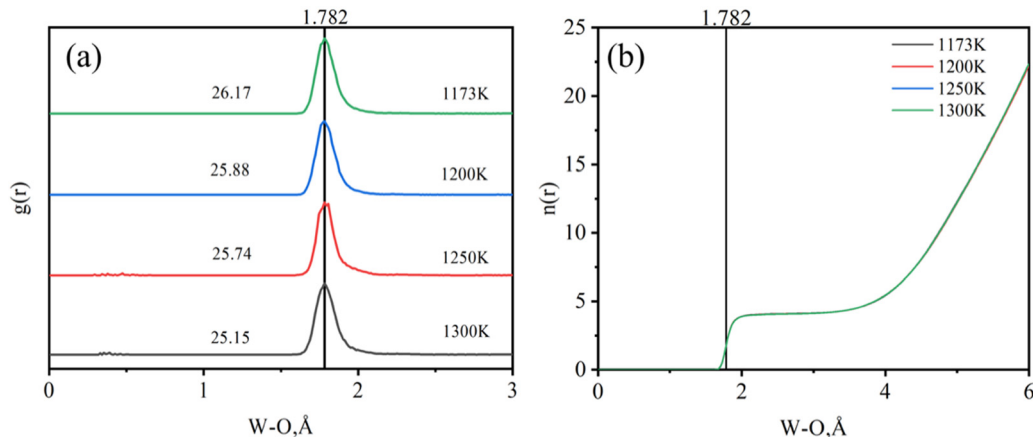 1.782
(a)
26.17 1173K
25.88 1200K
25.74 1250K
25.15 1300K
g(r)
0 1 2 3
W-O,Å
1.782
(b)
1173K
1200K
1250K
1300K
25
20
15
10
5
0
n(r)
0 2 4 6
W-O,Å